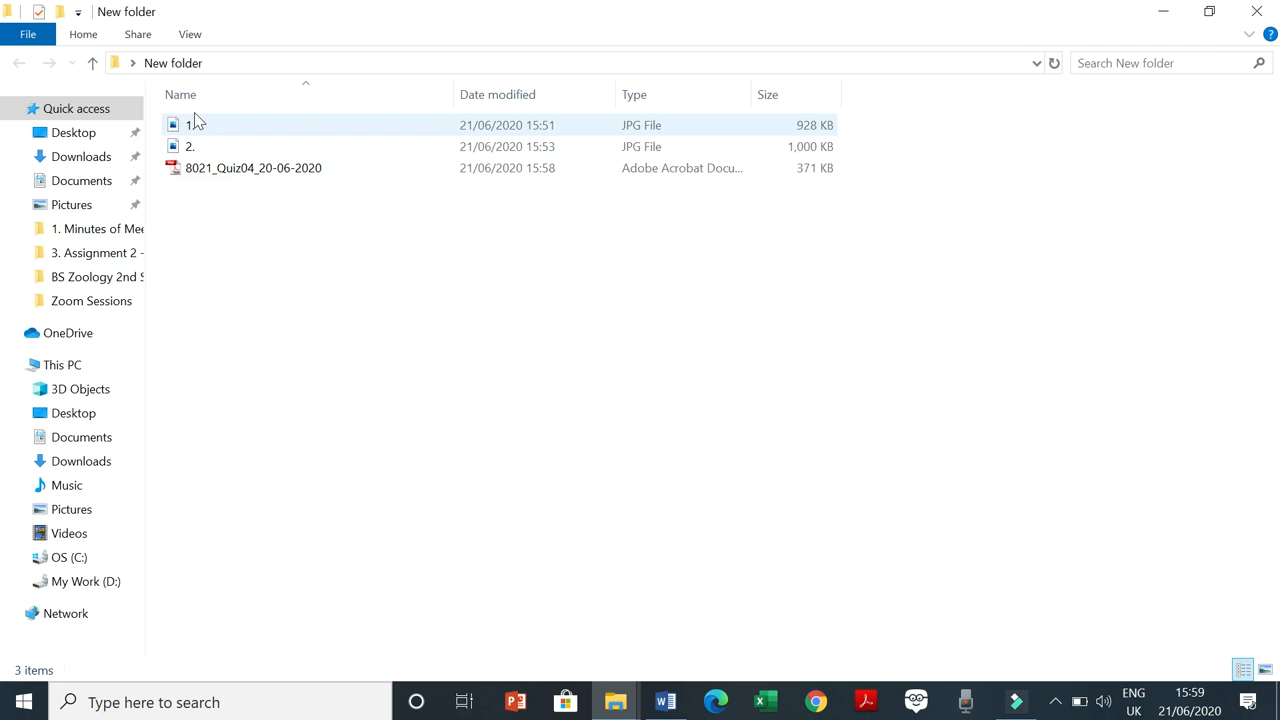 New folder
File Home Share View
New folder
Search New folder
Name Date modified Type Size
1. 21/06/2020 15:51 JPG File 928 KB
2. 21/06/2020 15:53 JPG File 1,000 KB
8021_Quiz04_20-06-2020 21/06/2020 15:58 Adobe Acrobat Docu... 371 KB
Quick access
Desktop
Downloads
Documents
Pictures
1. Minutes of Mee
3. Assignment 2 -
BS Zoology 2nd S
Zoom Sessions
OneDrive
This PC
3D Objects
Desktop
Documents
Downloads
Music
Pictures
Videos
OS (C:)
My Work (D:)
Network
3 items
Type here to search
ENG
UK
15:59
21/06/2020